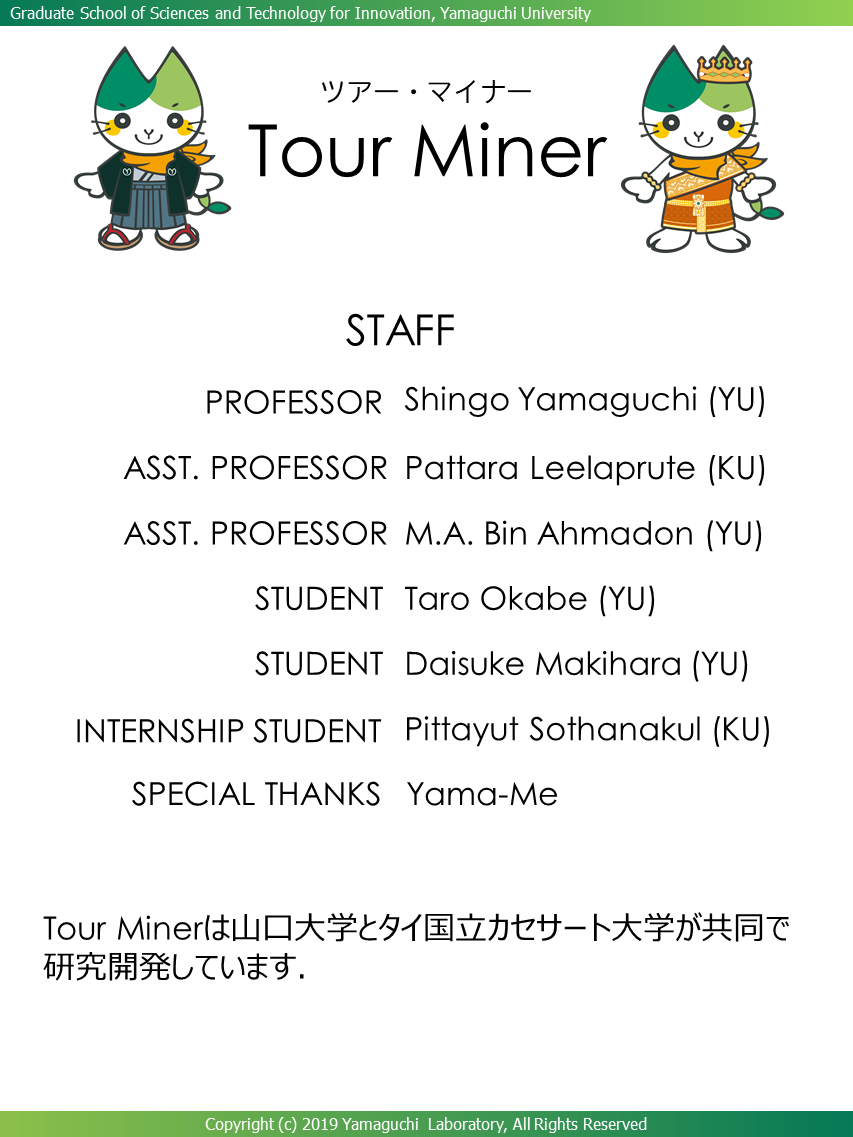 Graduate School of Sciences and Technology for Innovation, Yamaguchi University
ツアー・マイナー
Tour Miner
STAFF
PROFESSOR Shingo Yamaguchi (YU)
ASST. PROFESSOR Pattara Leelaprute (KU)
ASST. PROFESSOR M.A. Bin Ahmadon (YU)
STUDENT Taro Okabe (YU)
STUDENT Daisuke Makihara (YU)
INTERNSHIP STUDENT Pittayut Sothanakul (KU)
SPECIAL THANKS Yama-Me
Tour Minerは山口大学とタイ国立カセサート大学が共同で
研究開発しています.
Copyright (c) 2019 Yamaguchi Laboratory, All Rights Reserved